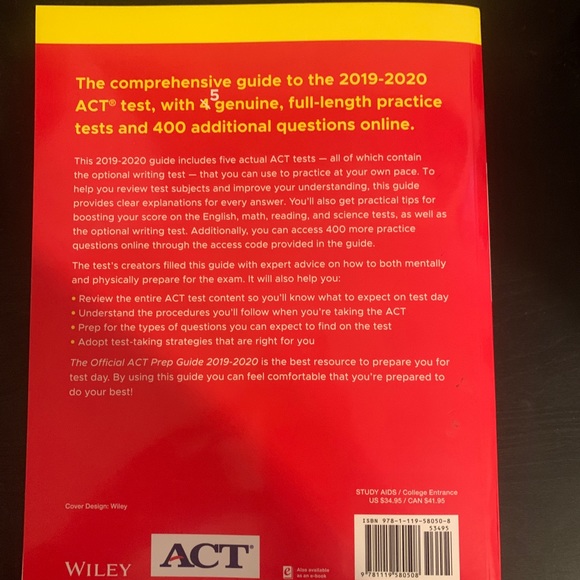 The comprehensive guide to the 2019-2020
ACT® test, with 4 5 genuine, full-length practice
tests and 400 additional questions online.
This 2019-2020 guide includes five actual ACT tests — all of which contain
the optional writing test — that you can use to practice at your own pace. To
help you review test subjects and improve your understanding, this guide
provides clear explanations for every answer. You'll also get practical tips for
boosting your score on the English, math, reading, and science tests, as well as
the optional writing test. Additionally, you can access 400 more practice
questions online through the access code provided in the guide.
The test's creators filled this guide with expert advice on how to both mentally
and physically prepare for the exam. It will also help you:
• Review the entire ACT test content so you'll know what to expect on test day
• Understand the procedures you'll follow when you're taking the ACT
• Prep for the types of questions you can expect to find on the test
• Adopt test-taking strategies that are right for you
The Official ACT Prep Guide 2019-2020 is the best resource to prepare you for
test day. By using this guide you can feel comfortable that you're prepared to
do your best!
STUDY AIDS / College Entrance
US $34.95 / CAN $41.95
Cover Design: Wiley
ISBN 978-1-119-58050-8
53495
WILEY
ACT®
e
Also available
as an e-book
9 781119 580508